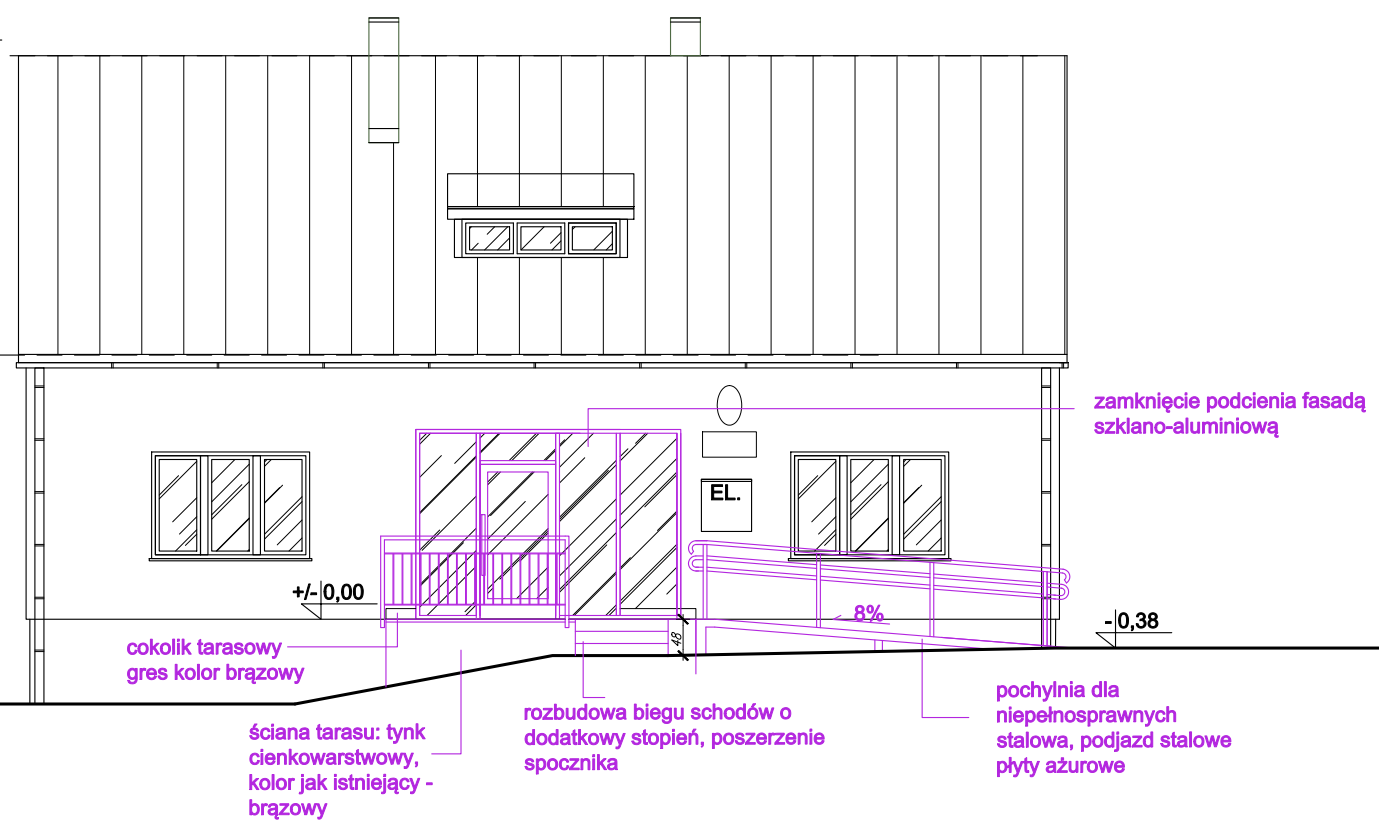 zamknięcie podcienia fasadą
szklano-aluminiową
EL.
+/- 0,00
8%
- 0,38
48
cokolik tarasowy
gres kolor brązowy
ściana tarasu: tynk
cienkowarstwowy,
kolor jak istniejący -
brązowy
rozbudowa biegu schodów o
dodatkowy stopień, poszerzenie
spocznika
pochylnia dla
niepełnosprawnych
stalowa, podjazd stalowe
płyty ażurowe